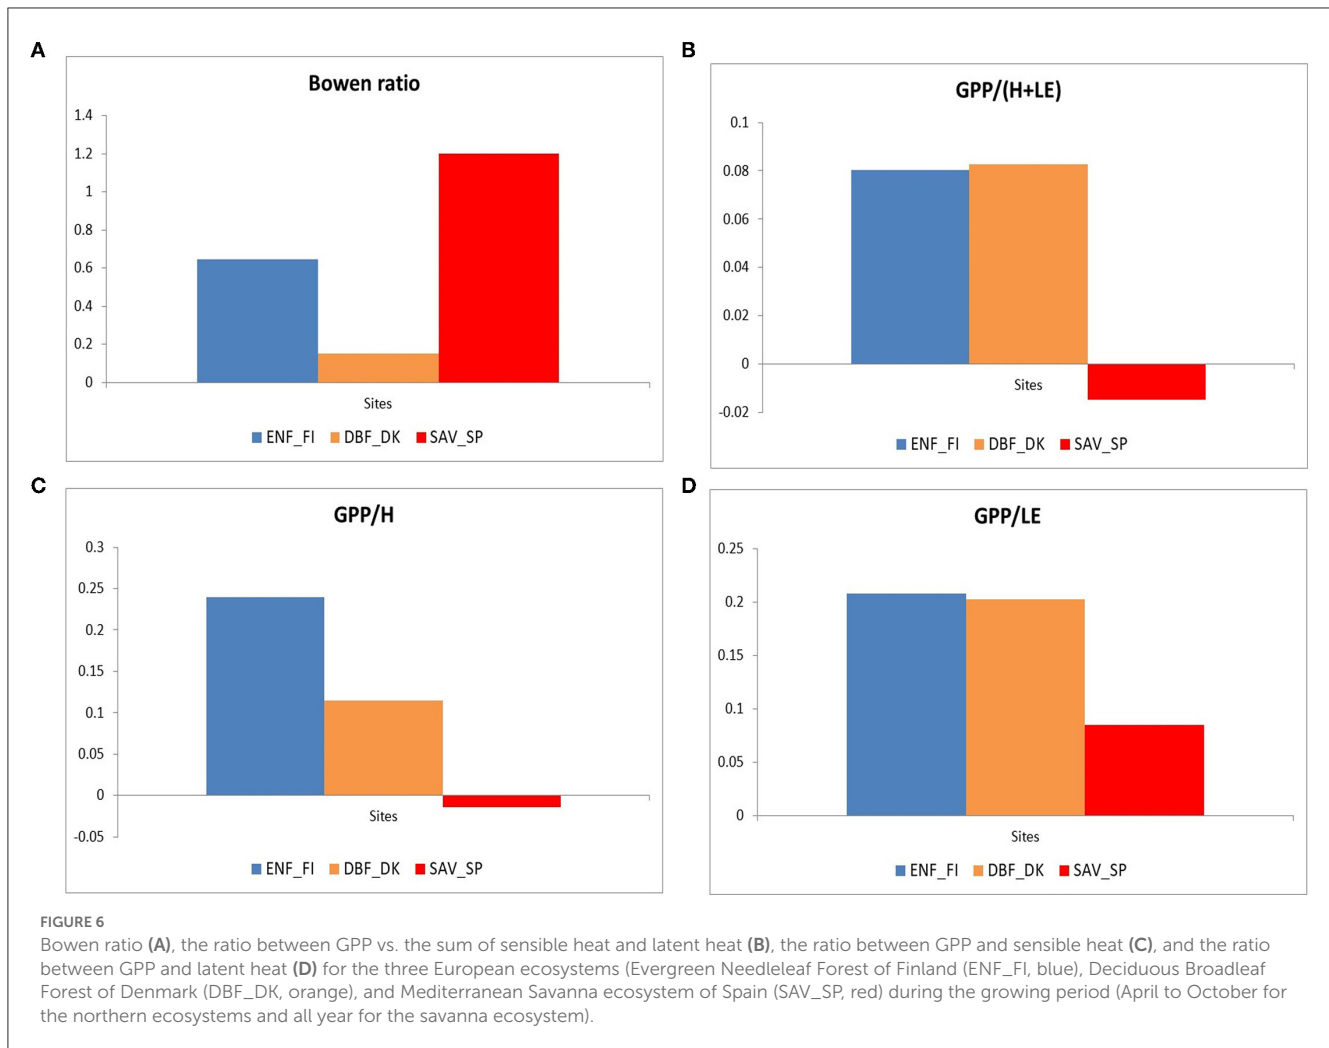 A
Bowen ratio
1.4
1.2
1
0.8
0.6
0.4
0.2
0
Sites
ENF_FI DBF_DK SAV_SP
B
GPP/(H+LE)
0.1
0.08
0.06
0.04
0.02
0
-0.02
Sites
ENF_FI DBF_DK SAV_SP
C
GPP/H
0.3
0.25
0.2
0.15
0.1
0.05
0
-0.05
Sites
ENF_FI DBF_DK SAV_SP
D
GPP/LE
0.25
0.2
0.15
0.1
0.05
0
Sites
ENF_FI DBF_DK SAV_SP
FIGURE 6
Bowen ratio (A), the ratio between GPP vs. the sum of sensible heat and latent heat (B), the ratio between GPP and sensible heat (C), and the ratio
between GPP and latent heat (D) for the three European ecosystems (Evergreen Needleleaf Forest of Finland (ENF_FI, blue), Deciduous Broadleaf
Forest of Denmark (DBF_DK, orange), and Mediterranean Savanna ecosystem of Spain (SAV_SP, red) during the growing period (April to October for
the northern ecosystems and all year for the savanna ecosystem).